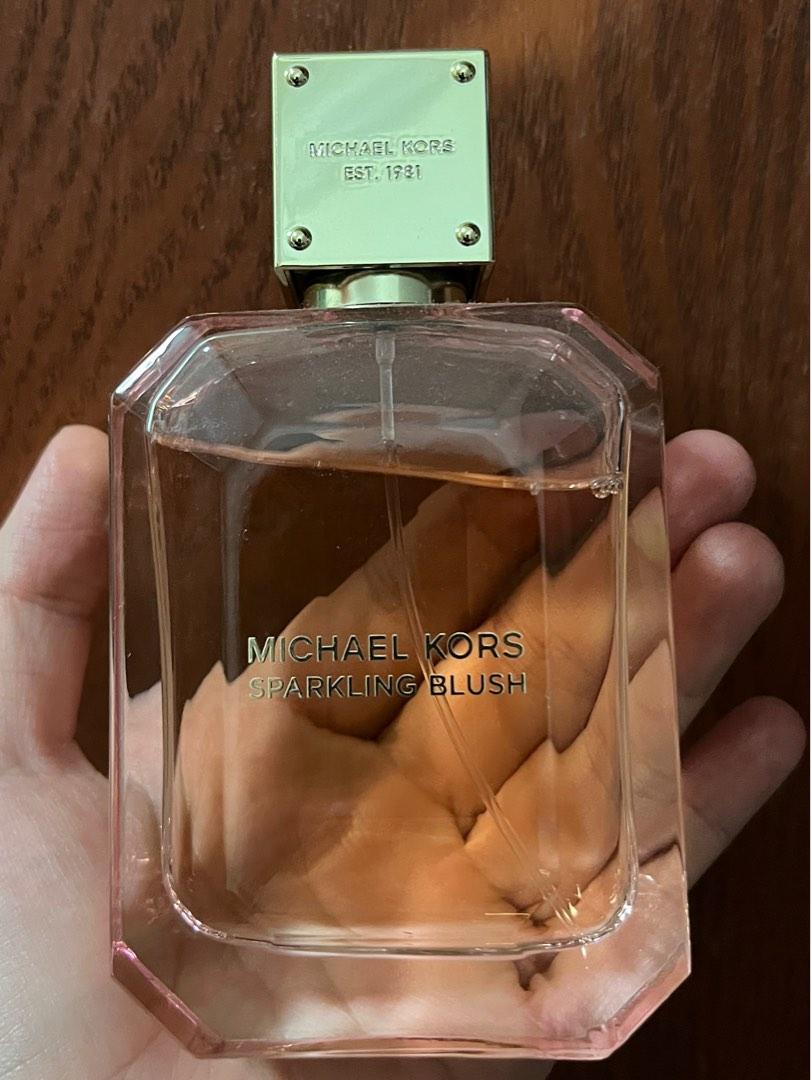 MICHAEL KORS
EST. 1981
MICHAEL KORS
SPARKLING BLUSH